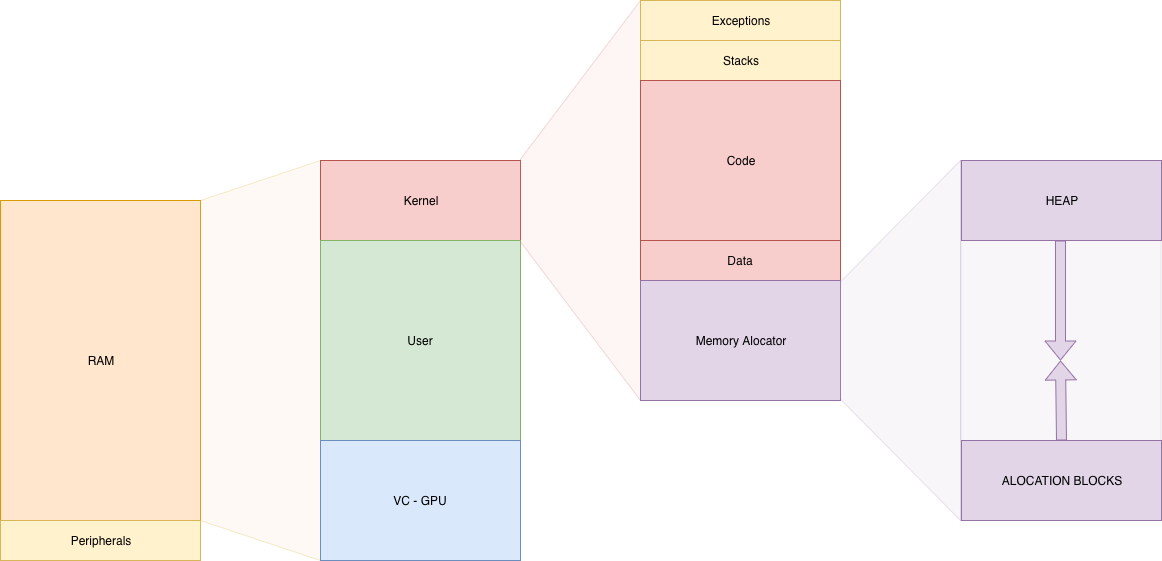 RAM
Peripherals
Kernel
User
VC - GPU
Exceptions
Stacks
Code
Data
Memory Alocator
HEAP
ALOCATION BLOCKS